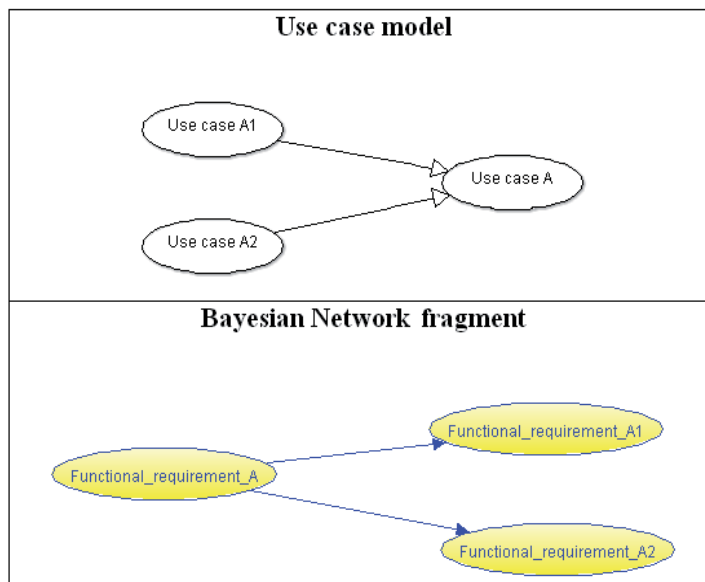 Use case model
Use case A1
Use case A
Use case A2
Bayesian Network fragment
Functional_requirement_A1
Functional_requirement_A
Functional_requirement_A2